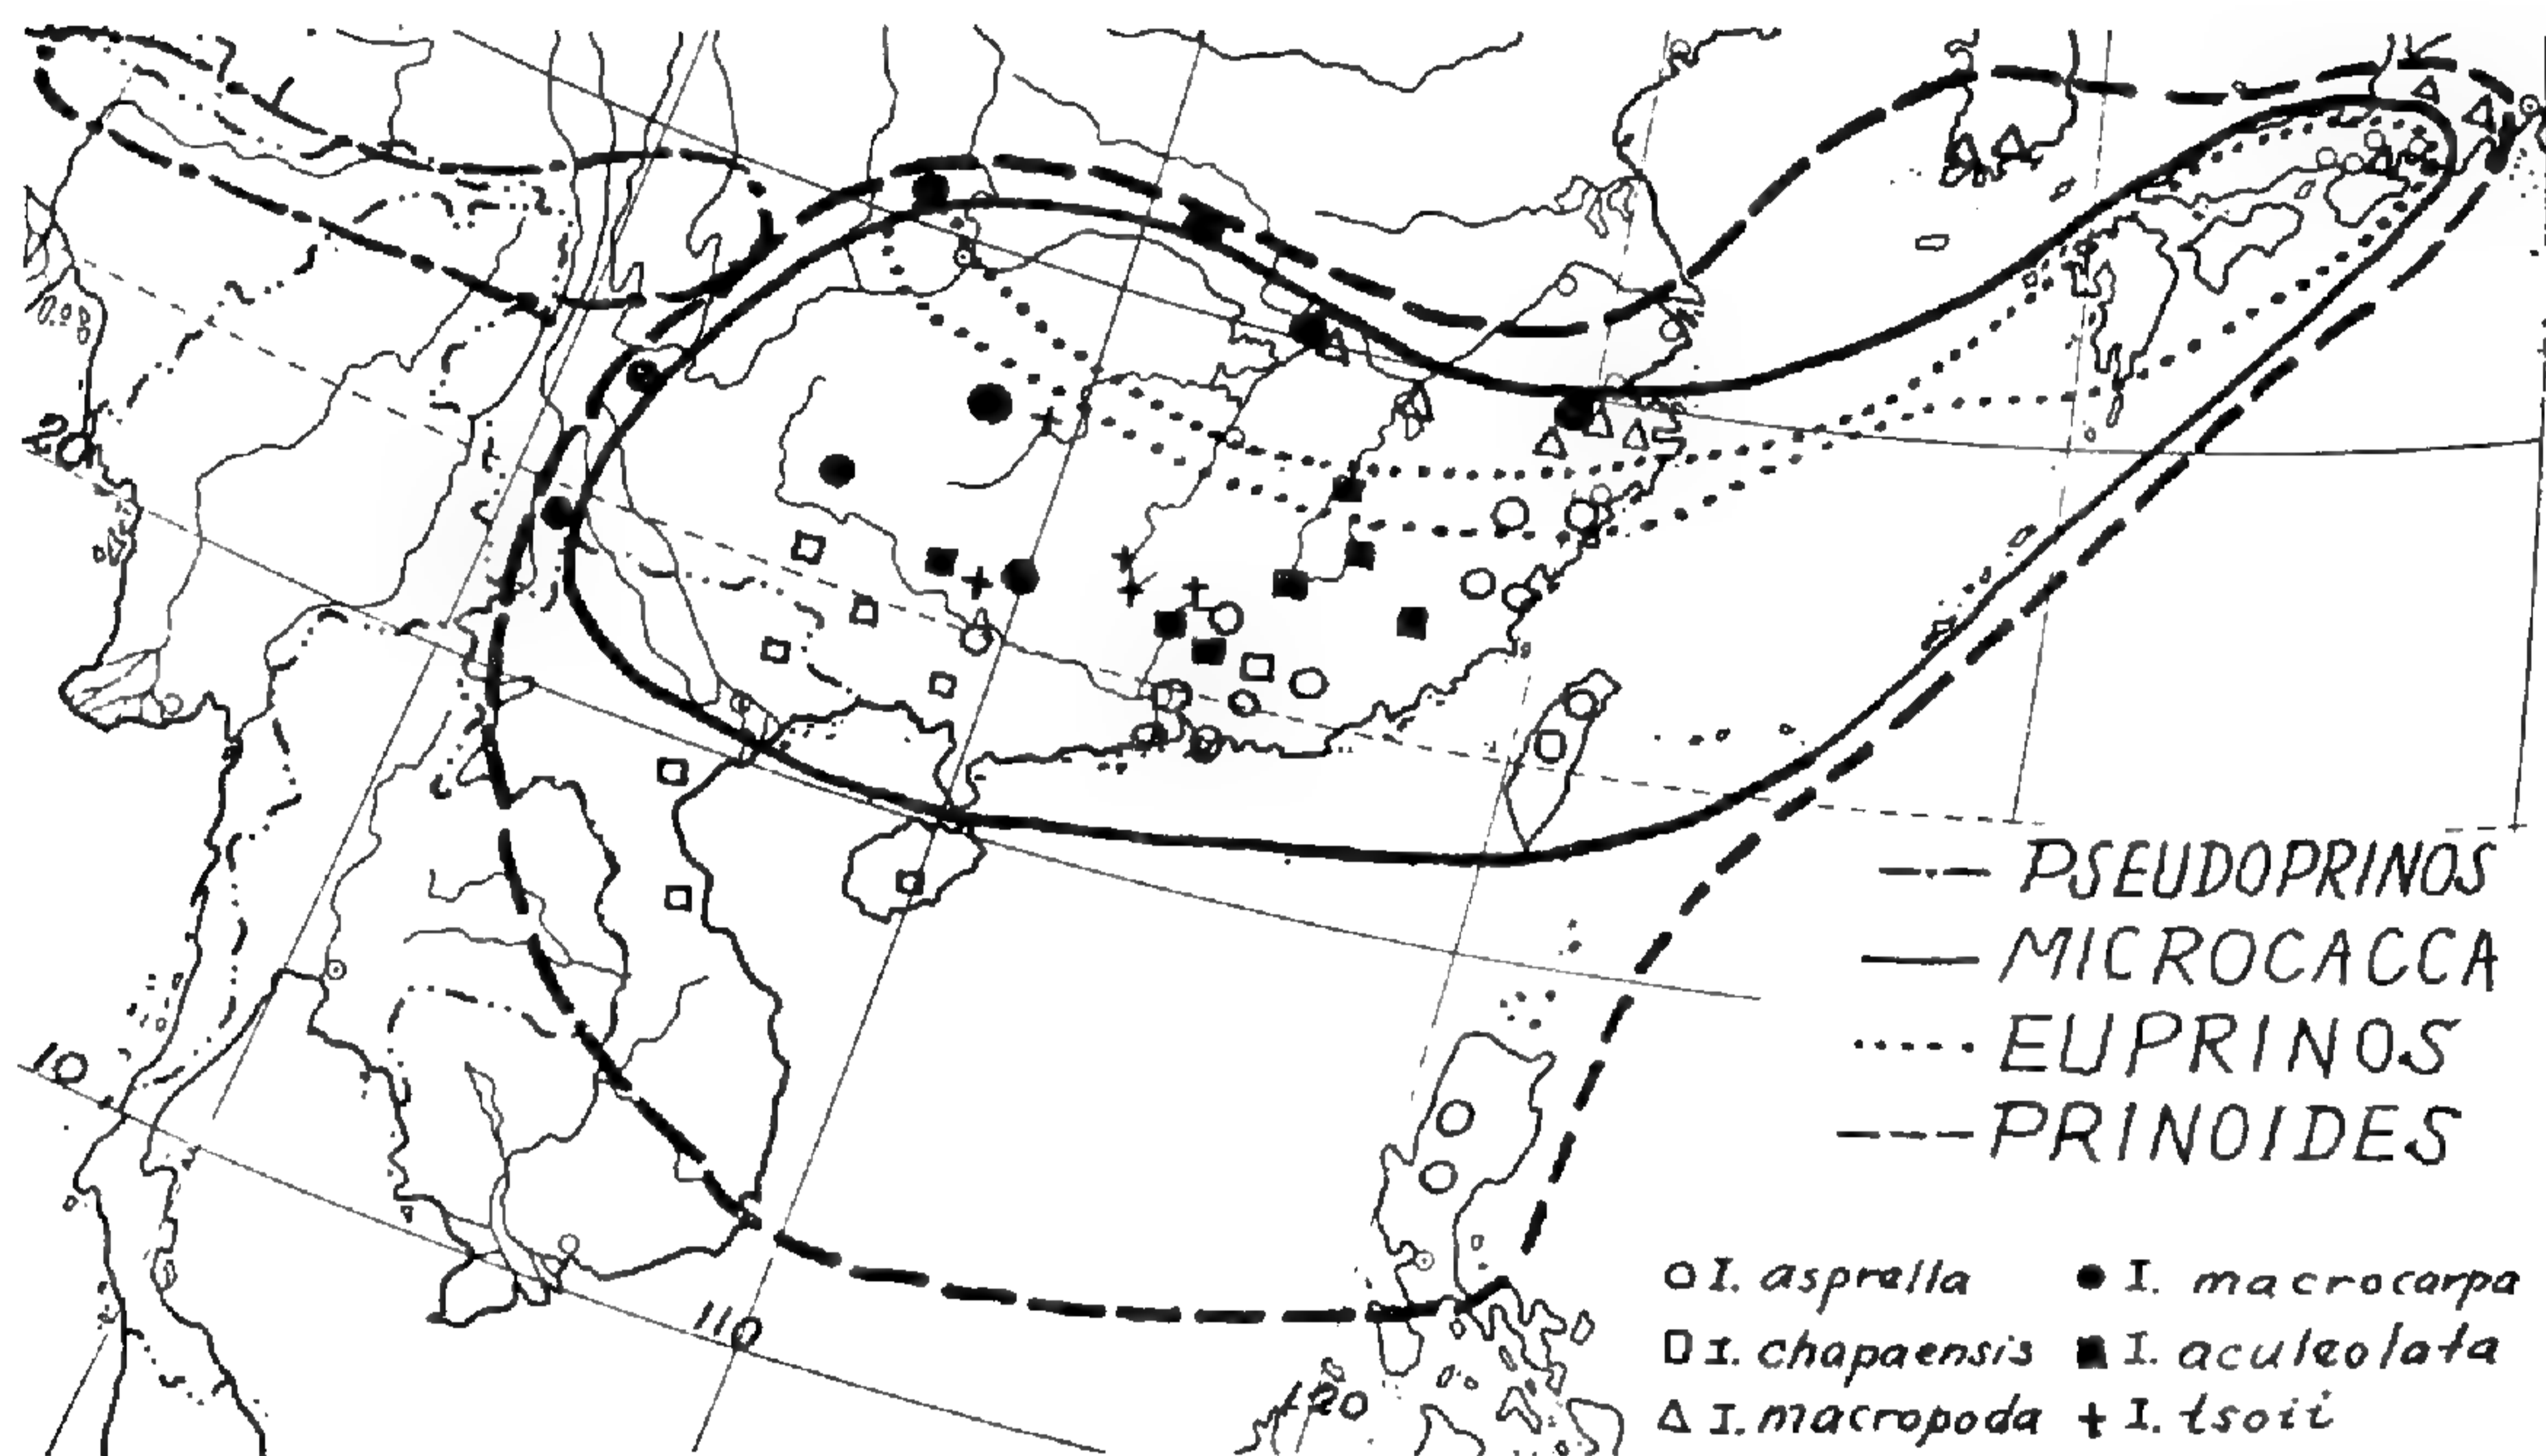 20
PSEUDOPRINOS
MICROCACCA
EUPRINOS
10
PRINOIDES
I. asprella
I. macrocarpa
110
I. chapaensis
I. aculeolata
120
I. macropoda
I. tsoii